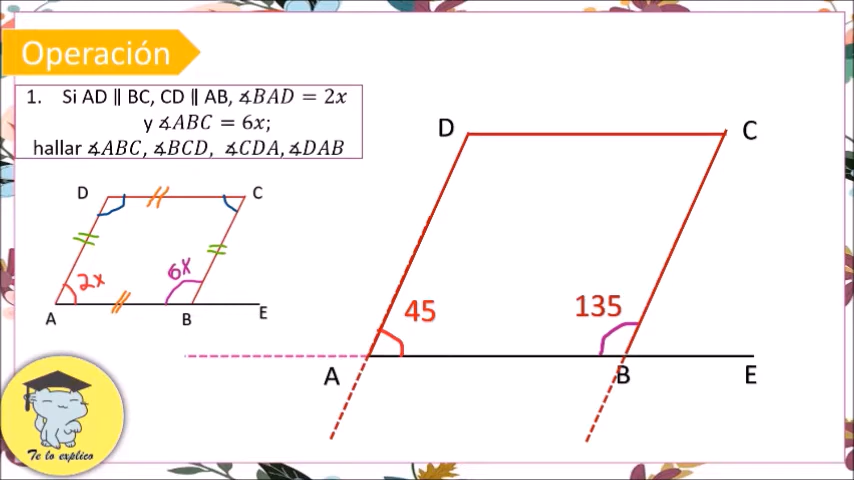 Operación
1. Si AD ∥ BC, CD ∥ AB, ∡BAD = 2x
y ∡ABC = 6x;
hallar ∡ABC, ∡BCD, ∡CDA, ∡DAB
D
C
2x
6x
A
B
E
D
C
45
135
A
B
E
Te lo explico